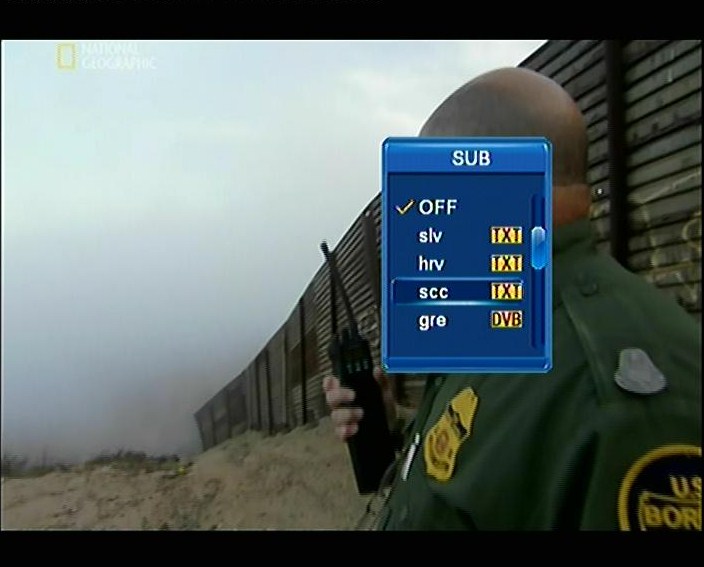 NATIONAL
GEOGRAPHIC
SUB
OFF
slv TXT
hrv TXT
scc TXT
gre DVB
U.S
BOR